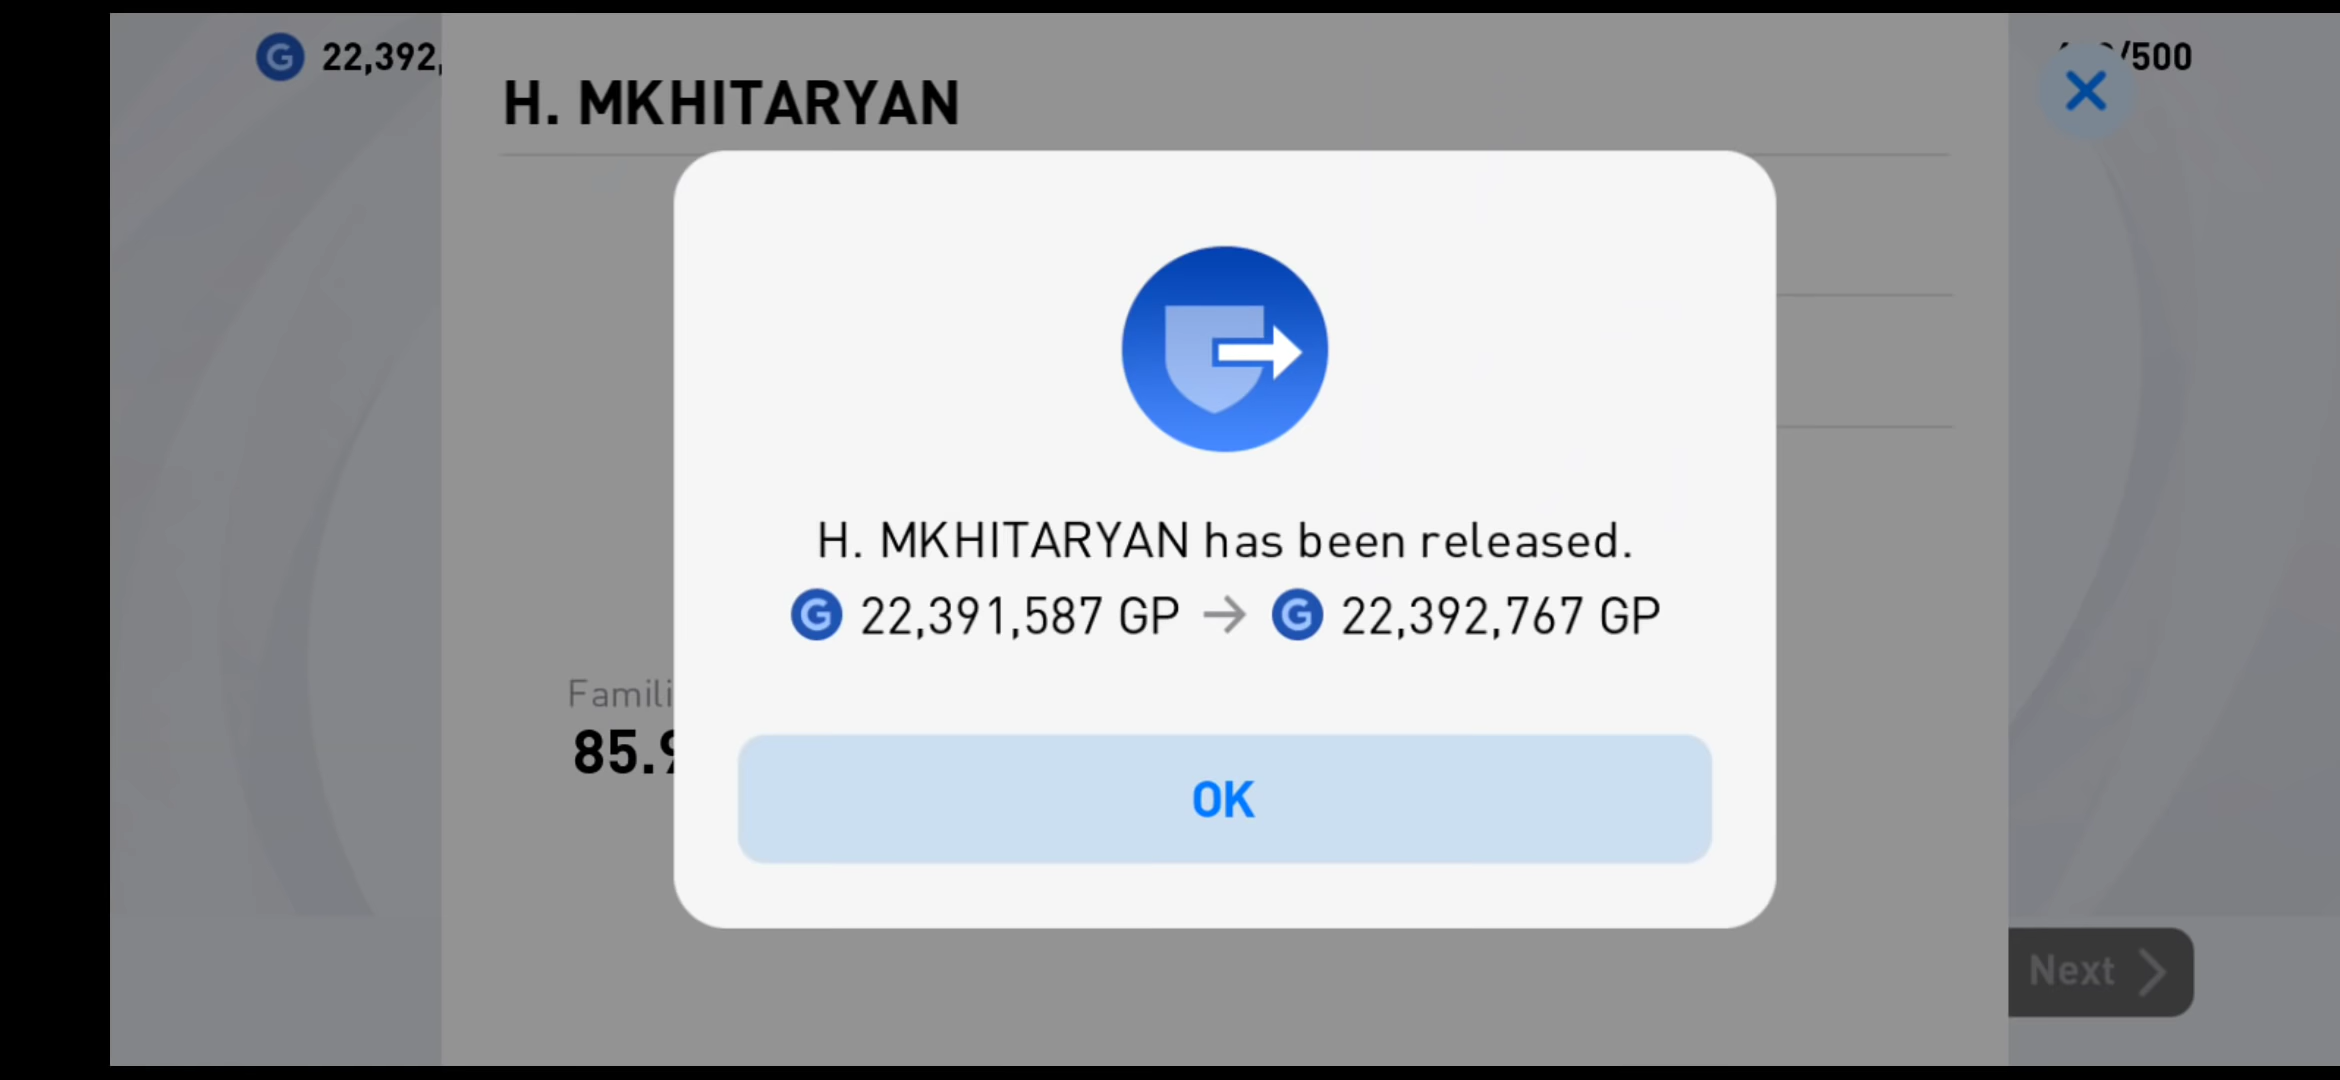 22,392,
/500
H. MKHITARYAN
H. MKHITARYAN has been released.
G 22,391,587 GP → G 22,392,767 GP
Famili
85.9
OK
Next